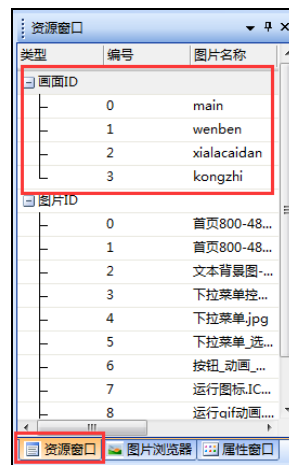 资源窗口
类型 编号 图片名称
画面ID
0 main
1 wenben
2 xialacaidan
3 kongzhi
图片ID
0 首页800-48...
1 首页800-48...
2 文本背景图-...
3 下拉菜单控...
4 下拉菜单.jpg
5 下拉菜单_选...
6 按钮_动画_...
7 运行图标.IC...
8 运行gif动画....
资源窗口 图片浏览器 属性窗口